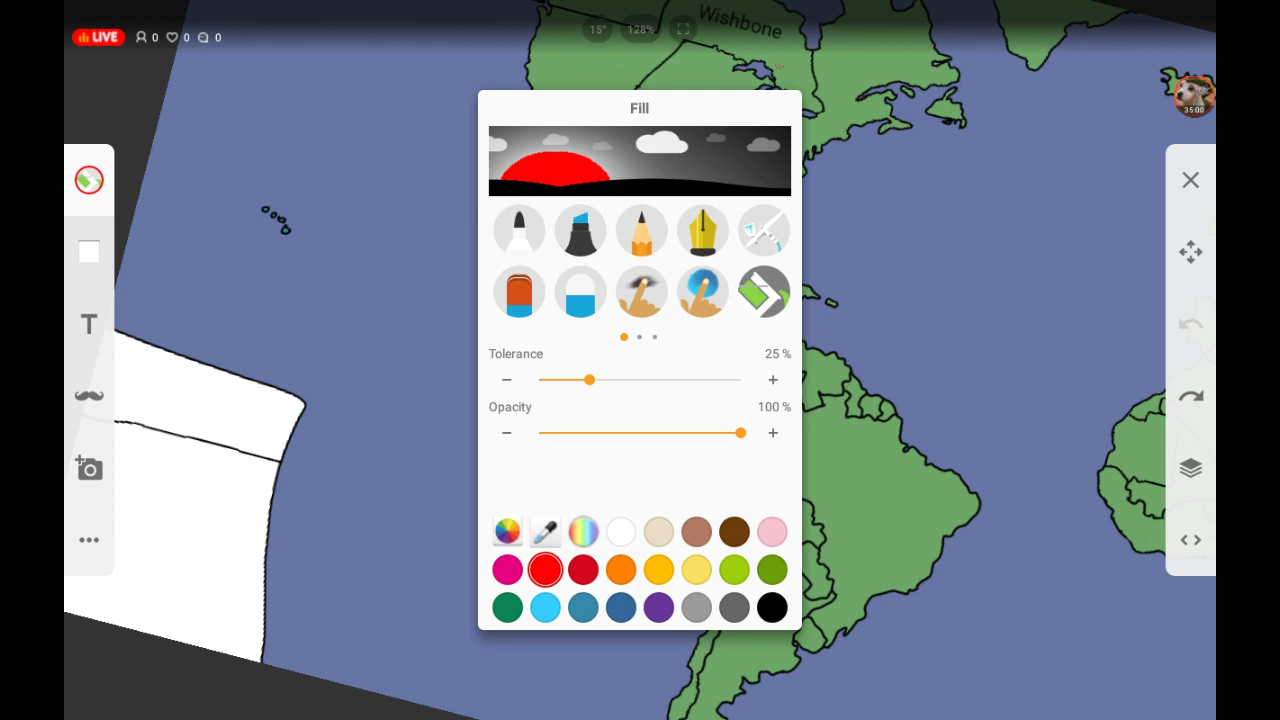 Wishbone
15°
128%
LIVE 0 0 0
35:00
Fill
T
Tolerance 25 %
Opacity 100 %